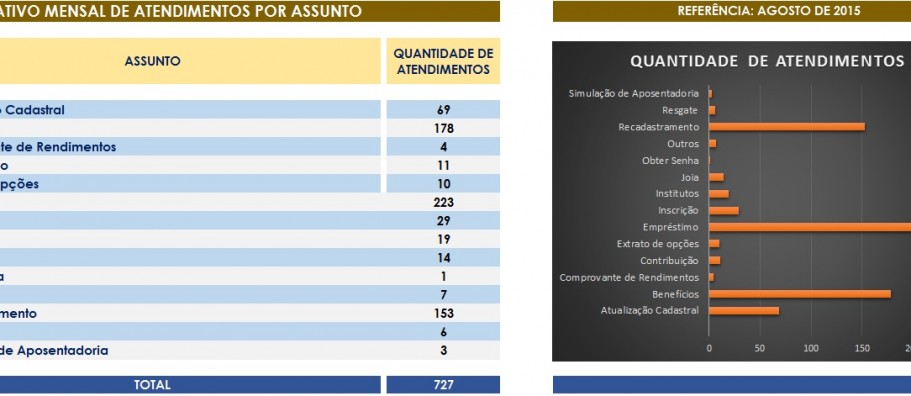 ATIVO MENSAL DE ATENDIMENTOS POR ASSUNTO
ASSUNTO
QUANTIDADE DE
ATENDIMENTOS
Cadastral 69
178
te de Rendimentos 4
o 11
pções 10
223
29
19
14
a 1
7
mento 153
6
de Aposentadoria 3
TOTAL 727
REFERÊNCIA: AGOSTO DE 2015
QUANTIDADE DE ATENDIMENTOS
Simulação de Aposentadoria
Resgate
Recadastramento
Outros
Obter Senha
Joia
Institutos
Inscrição
Empréstimo
Extrato de opções
Contribuição
Comprovante de Rendimentos
Benefícios
Atualização Cadastral
0 50 100 150